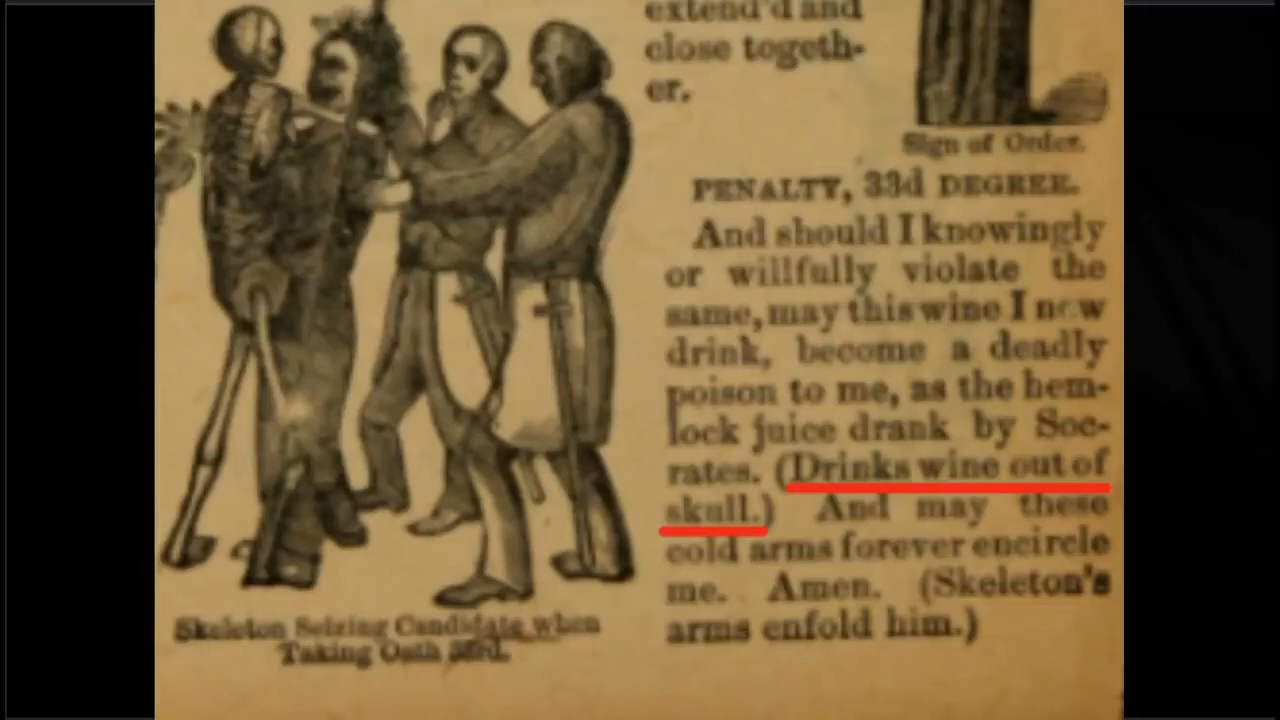 extend'd and
close togeth-
er.
Sign of Order.
PENALTY, 33d DEGREE.
And should I knowingly
or willfully violate the
same, may this wine I now
drink, become a deadly
poison to me, as the hem-
lock juice drank by Soc-
rates. (Drinks wine out of
skull.) And may these
cold arms forever encircle
me. Amen. (Skeleton's
arms enfold him.)
Skeleton Seizing Candidate when
Taking Oath 33rd.